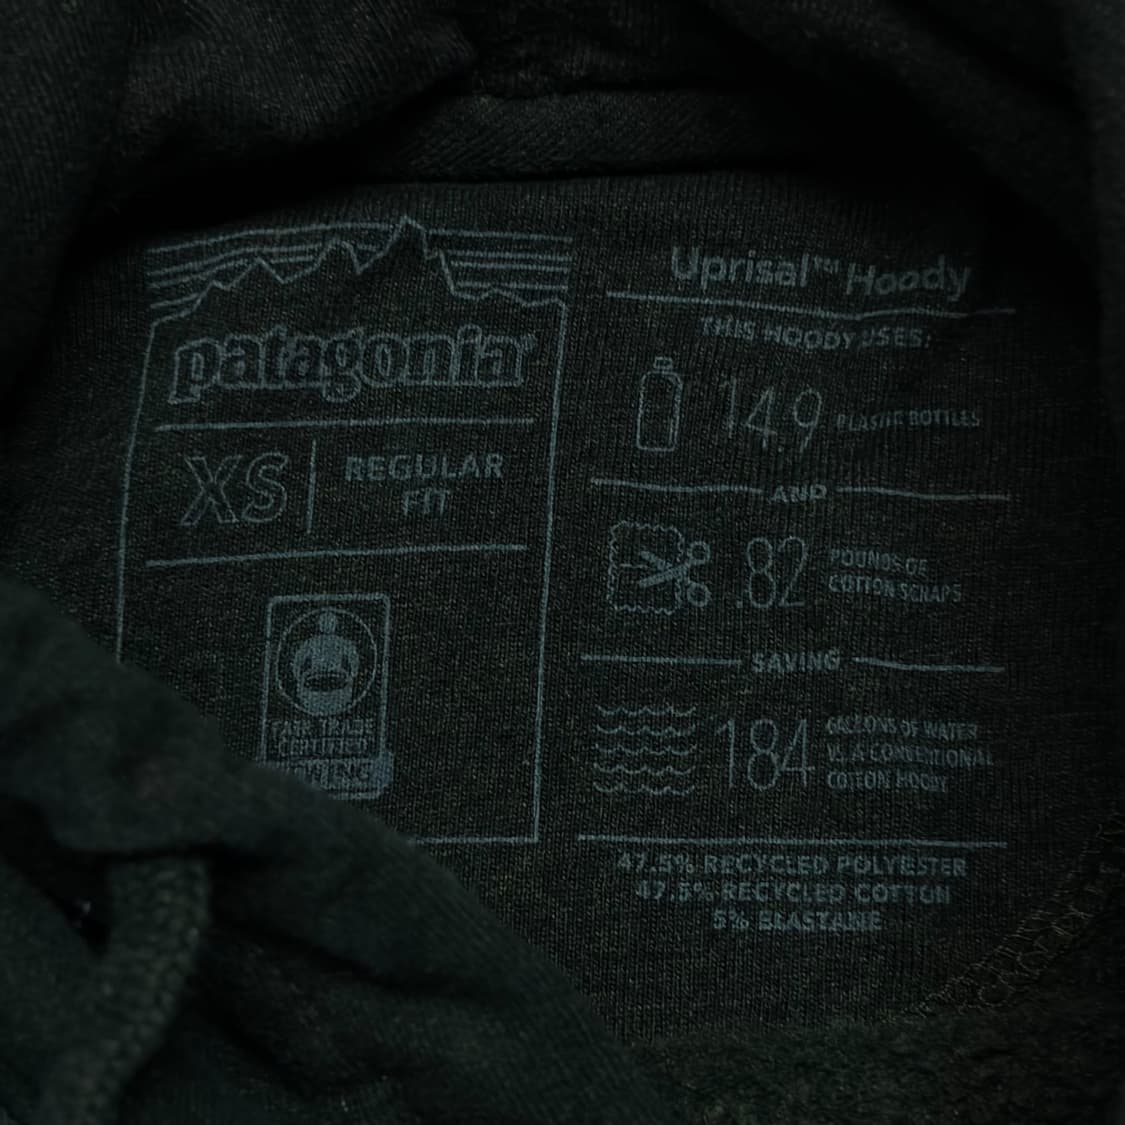 patagonia®
XS
REGULAR
FIT
FAIR TRADE
CERTIFIED
SEWING
Uprisal™ Hoody
THIS HOODY USES:
14.9 PLASTIC BOTTLES
AND
.82 POUNDS OF
COTTON SCRAPS
SAVING
184 GALLONS OF WATER
VS. A CONVENTIONAL
COTTON HOODY
47.5% RECYCLED POLYESTER
47.5% RECYCLED COTTON
5% ELASTANE